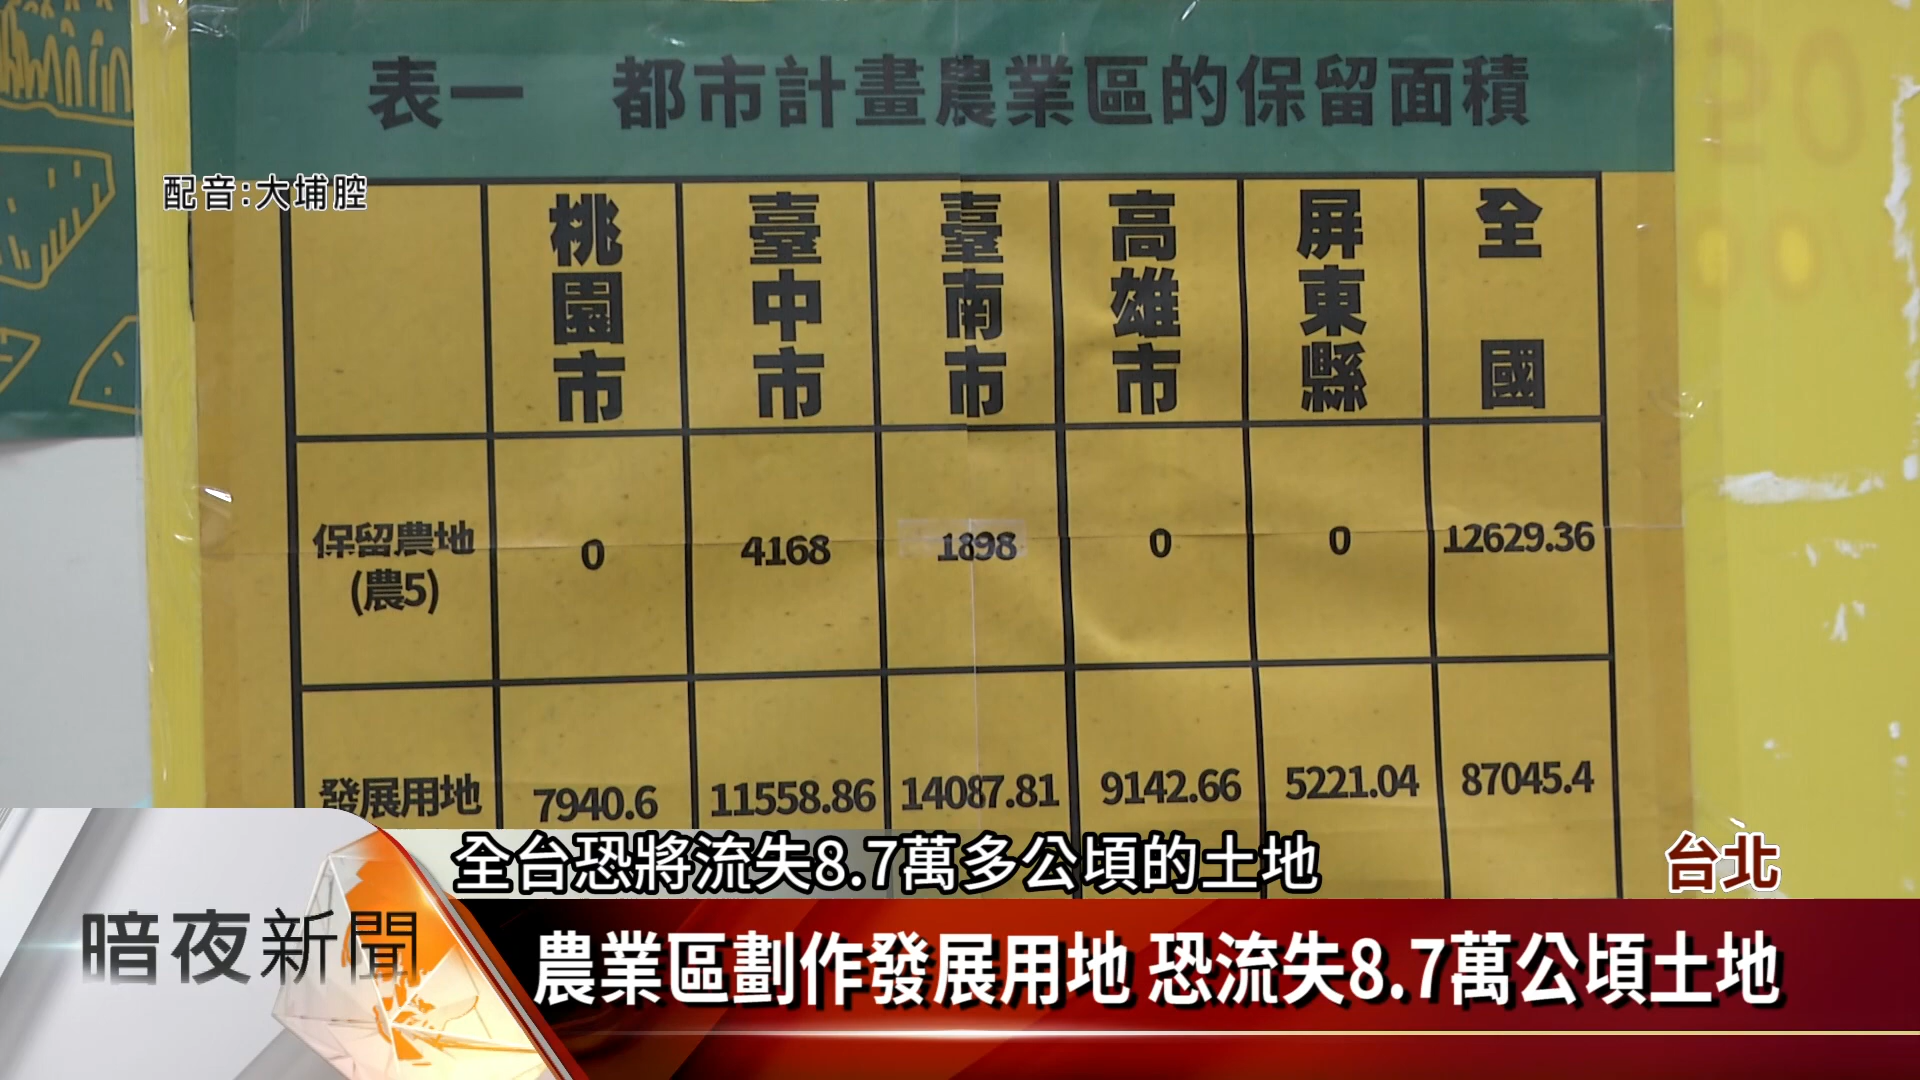 表一 都市計畫農業區的保留面積
配音:大埔腔
桃園市 臺中市 臺南市 高雄市 屏東縣 全國
保留農地(農5) 0 4168 1898 0 0 12629.36
發展用地 7940.6 11558.86 14087.81 9142.66 5221.04 87045.4
全台恐將流失8.7萬多公頃的土地
台北
暗夜新聞
農業區劃作發展用地 恐流失8.7萬公頃土地